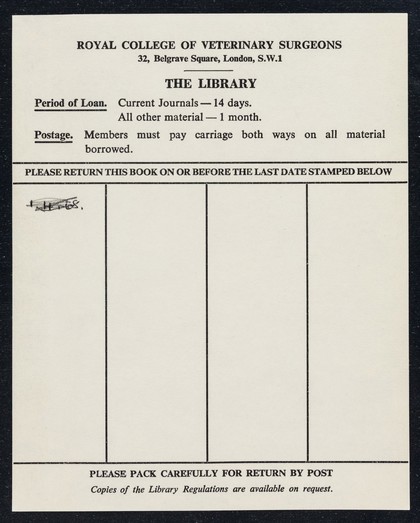 ROYAL COLLEGE OF VETERINARY SURGEONS
32, Belgrave Square, London, S.W.1
THE LIBRARY
Period of Loan. Current Journals — 14 days.
All other material — 1 month.
Postage. Members must pay carriage both ways on all material
borrowed.
PLEASE RETURN THIS BOOK ON OR BEFORE THE LAST DATE STAMPED BELOW
PLEASE PACK CAREFULLY FOR RETURN BY POST
Copies of the Library Regulations are available on request.